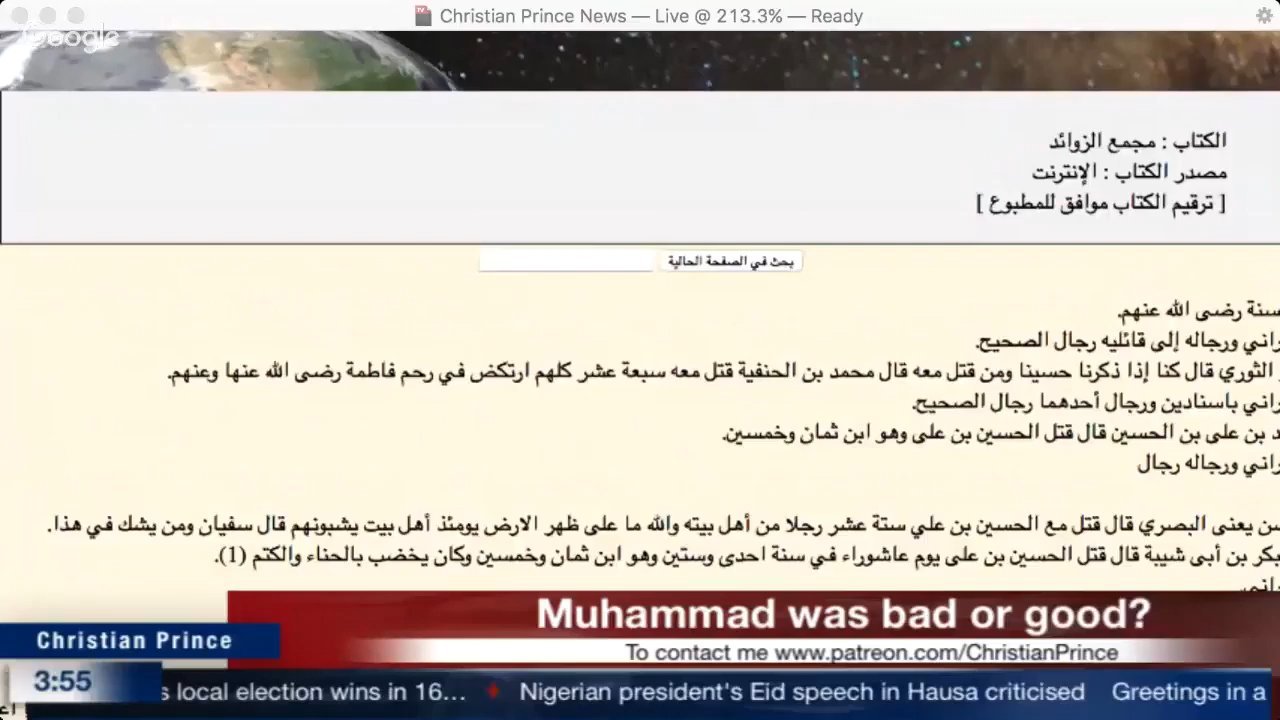 Christian Prince News — Live @ 213.3% — Ready
Google
الكتاب : مجمع الزوائد
مصدر الكتاب : الإنترنت
[ ترقيم الكتاب موافق للمطبوع ]
بحث في الصفحة الحالية
سنة رضى الله عنهم.
راني ورجاله إلى قائليه رجال الصحيح.
الثوري قال كنا إذا ذكرنا حسينا ومن قتل معه قال محمد بن الحنفية قتل معه سبعة عشر كلهم ارتكض في رحم فاطمة رضى الله عنها وعنهم.
راني باسنادين ورجال أحدهما رجال الصحيح.
د بن على بن الحسين قال قتل الحسين بن على وهو ابن ثمان وخمسين.
راني ورجاله رجال
سن يعنى البصري قال قتل مع الحسين بن علي ستة عشر رجلا من أهل بيته والله ما على ظهر الارض يومئذ أهل بيت يشبونهم قال سفيان ومن يشك في هذا.
بكر بن أبى شيبة قال قتل الحسين بن على يوم عاشوراء في سنة احدى وستين وهو ابن ثمان وخمسين وكان يخضب بالحناء والكتم (1).
Muhammad was bad or good?
Christian Prince
To contact me www.patreon.com/ChristianPrince
3:55
s local election wins in 16... ♦ Nigerian president's Eid speech in Hausa criticised Greetings in a